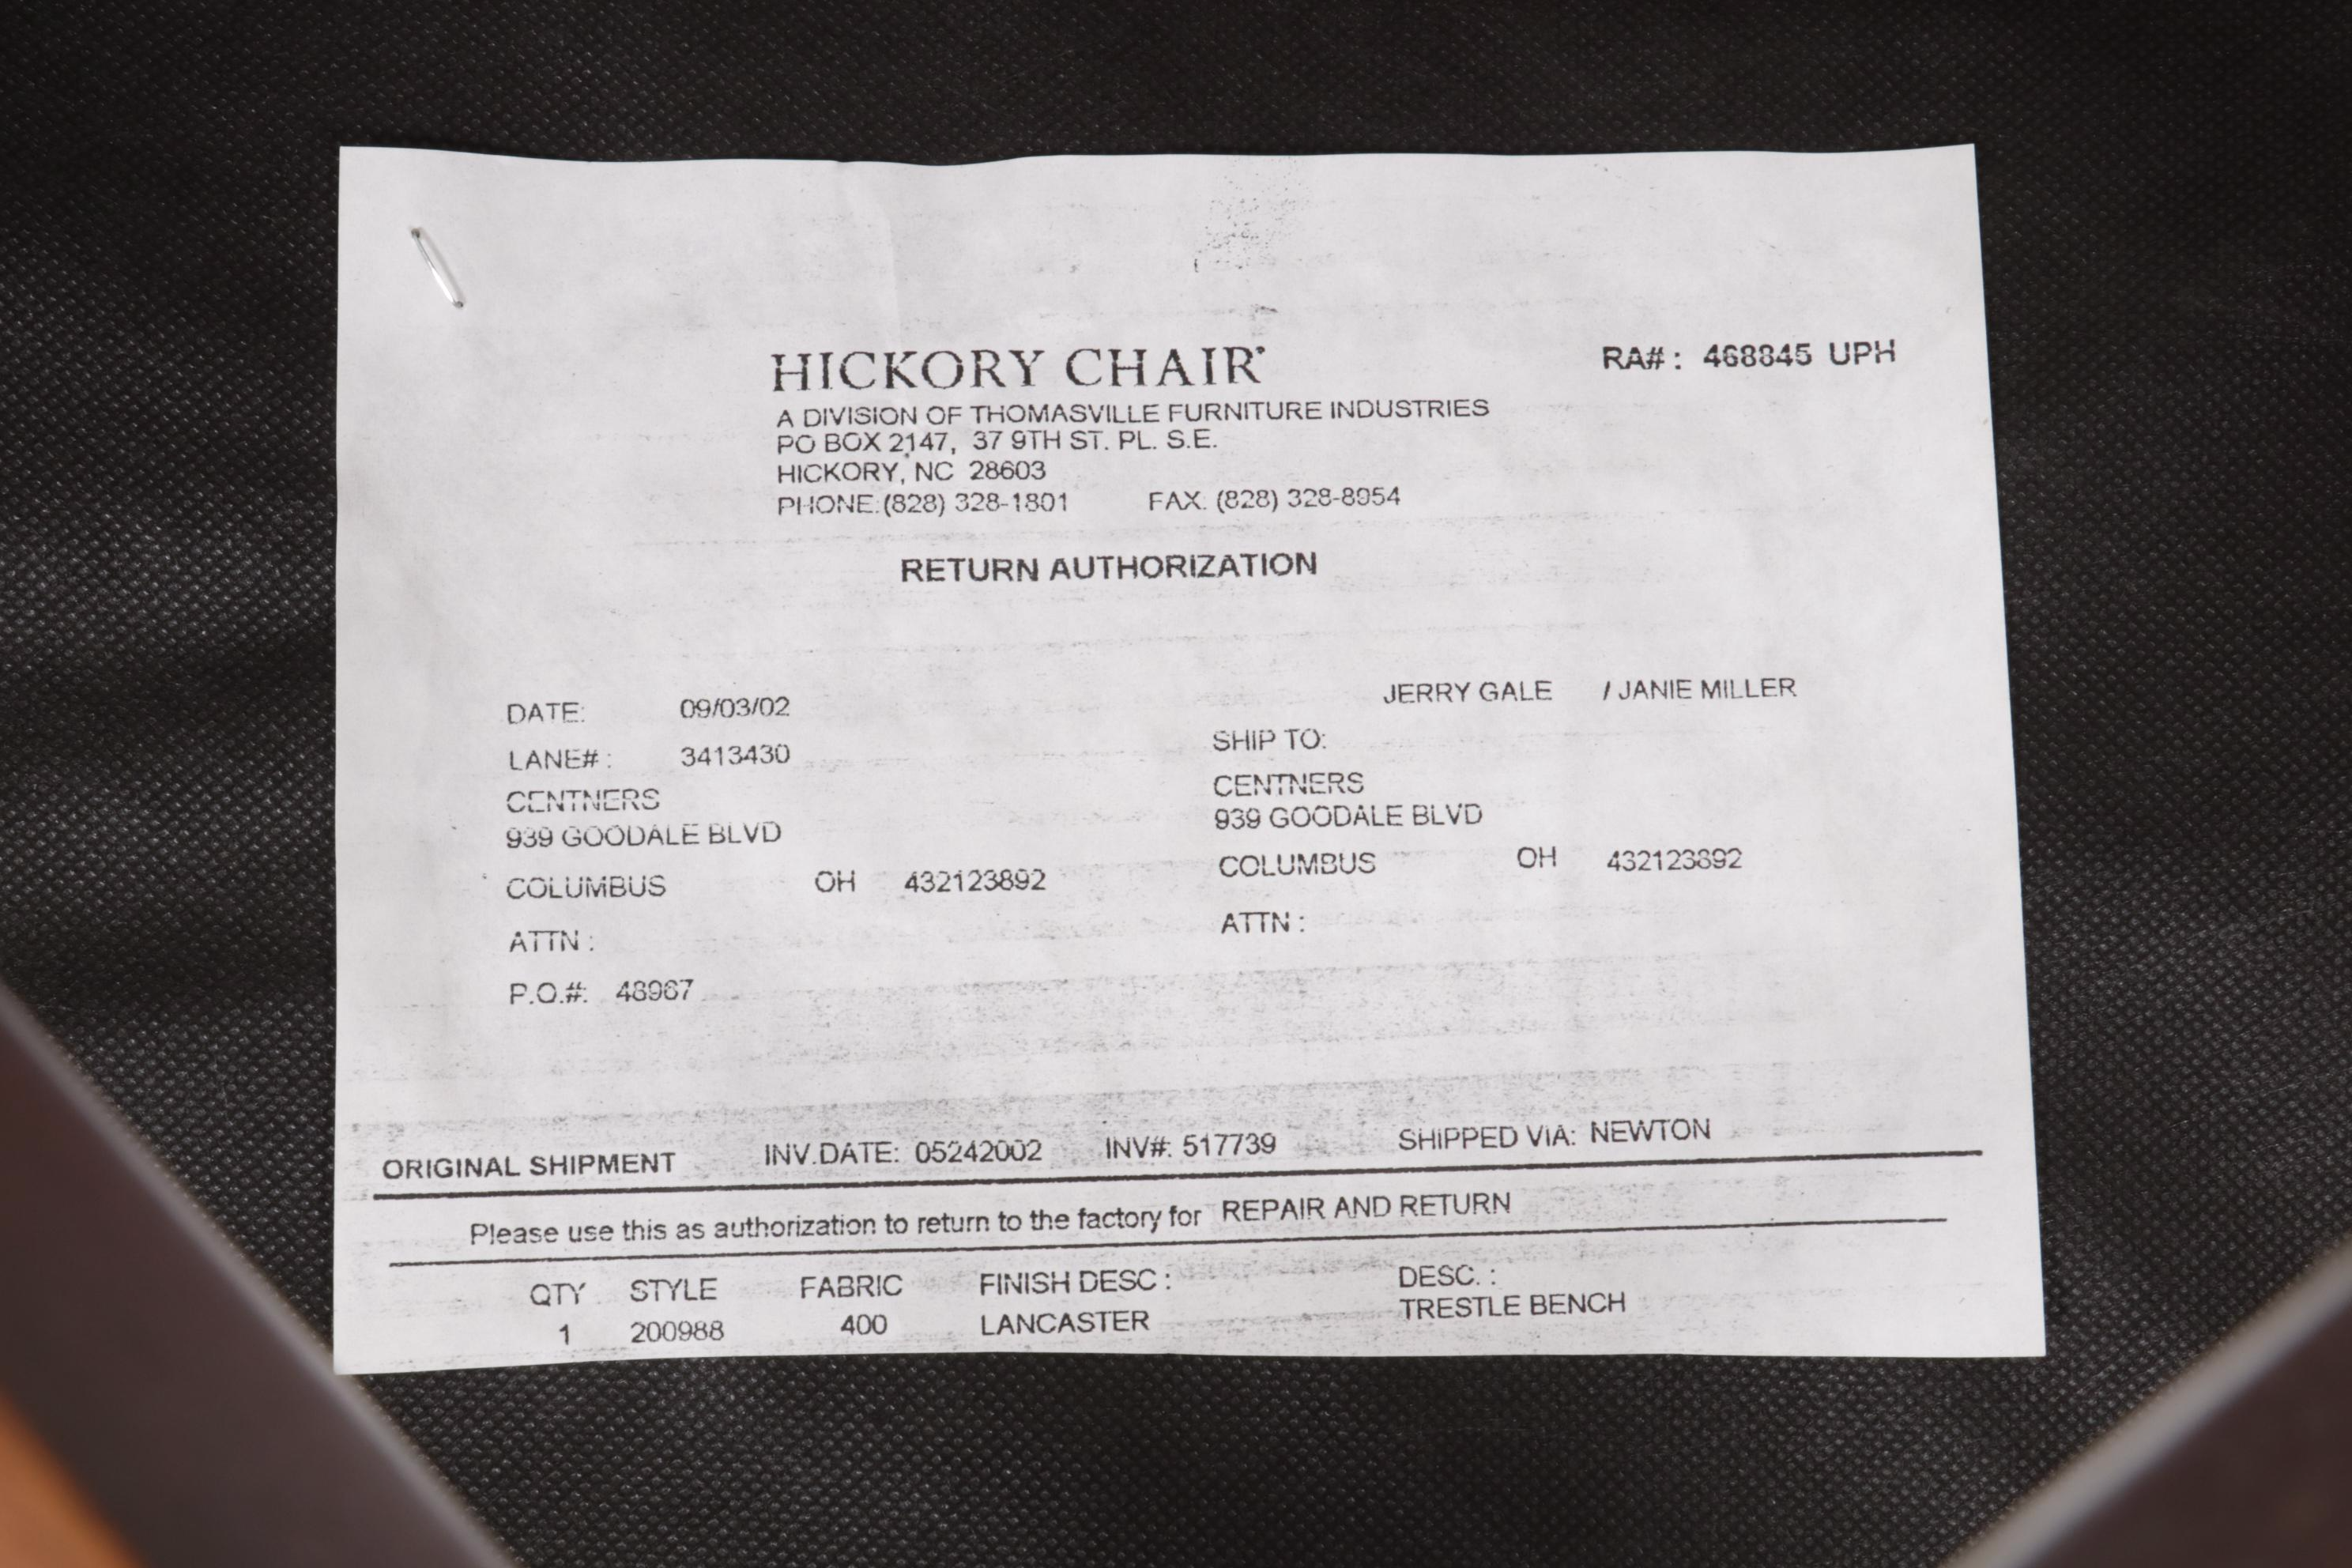 HICKORY CHAIR
RA#: 468845 UPH
A DIVISION OF THOMASVILLE FURNITURE INDUSTRIES
PO BOX 2147, 37 9TH ST. PL. S.E.
HICKORY, NC 28603
PHONE:(828) 328-1801 FAX: (828) 328-8954
RETURN AUTHORIZATION
JERRY GALE / JANIE MILLER
DATE: 09/03/02
LANE#: 3413430
CENTNERS
939 GOODALE BLVD
COLUMBUS OH 432123892
ATTN :
P.O.#: 48967
SHIP TO:
CENTNERS
939 GOODALE BLVD
COLUMBUS OH 432123892
ATTN :
ORIGINAL SHIPMENT INV.DATE: 05242002 INV#: 517739 SHIPPED VIA: NEWTON
Please use this as authorization to return to the factory for REPAIR AND RETURN
QTY STYLE FABRIC FINISH DESC : DESC. :
1 200988 400 LANCASTER TRESTLE BENCH